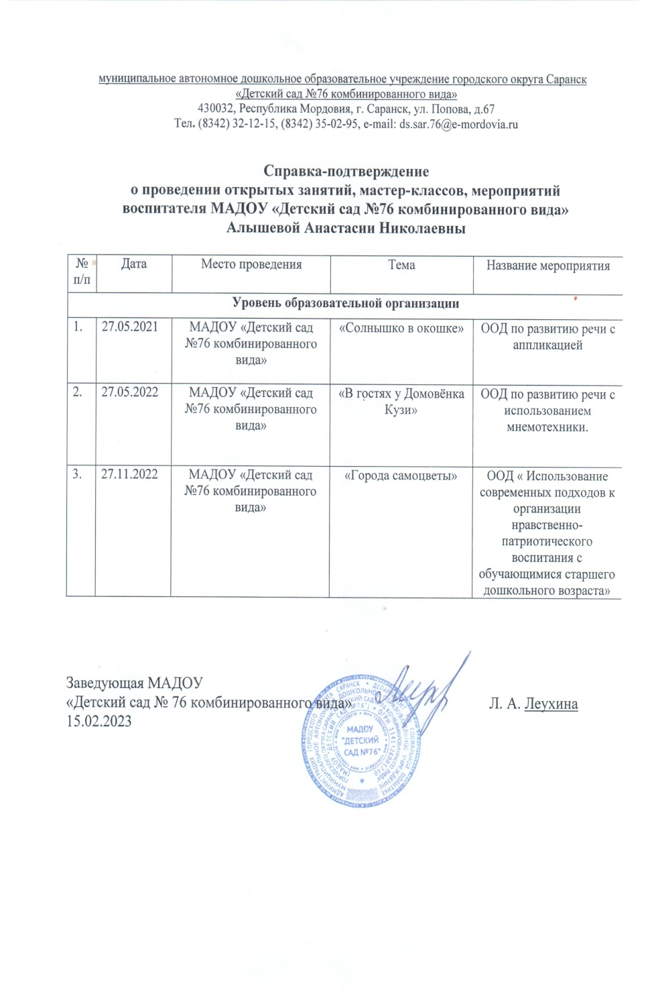 муниципальное автономное дошкольное образовательное учреждение городского округа Саранск
«Детский сад №76 комбинированного вида»
430032, Республика Мордовия, г. Саранск, ул. Попова, д.67
Тел. (8342) 32-12-15, (8342) 35-02-95, e-mail: ds.sar.76@e-mordovia.ru
Справка-подтверждение
о проведении открытых занятий, мастер-классов, мероприятий
воспитателя МАДОУ «Детский сад №76 комбинированного вида»
Алышевой Анастасии Николаевны
№ п/п Дата Место проведения Тема Название мероприятия
Уровень образовательной организации
1. 27.05.2021 МАДОУ «Детский сад «Солнышко в окошке» ООД по развитию речи с
№76 комбинированного аппликацией
вида»
2. 27.05.2022 МАДОУ «Детский сад «В гостях у Домовёнка ООД по развитию речи с
№76 комбинированного Кузи» использованием
вида» мнемотехники.
3. 27.11.2022 МАДОУ «Детский сад «Города самоцветы» ООД « Использование
№76 комбинированного современных подходов к
вида» организации
нравственно-
патриотического
воспитания с
обучающимися старшего
дошкольного возраста»
Заведующая МАДОУ
«Детский сад № 76 комбинированного вида» Л. А. Леухина
15.02.2023
МАДОУ
"ДЕТСКИЙ
САД №76"